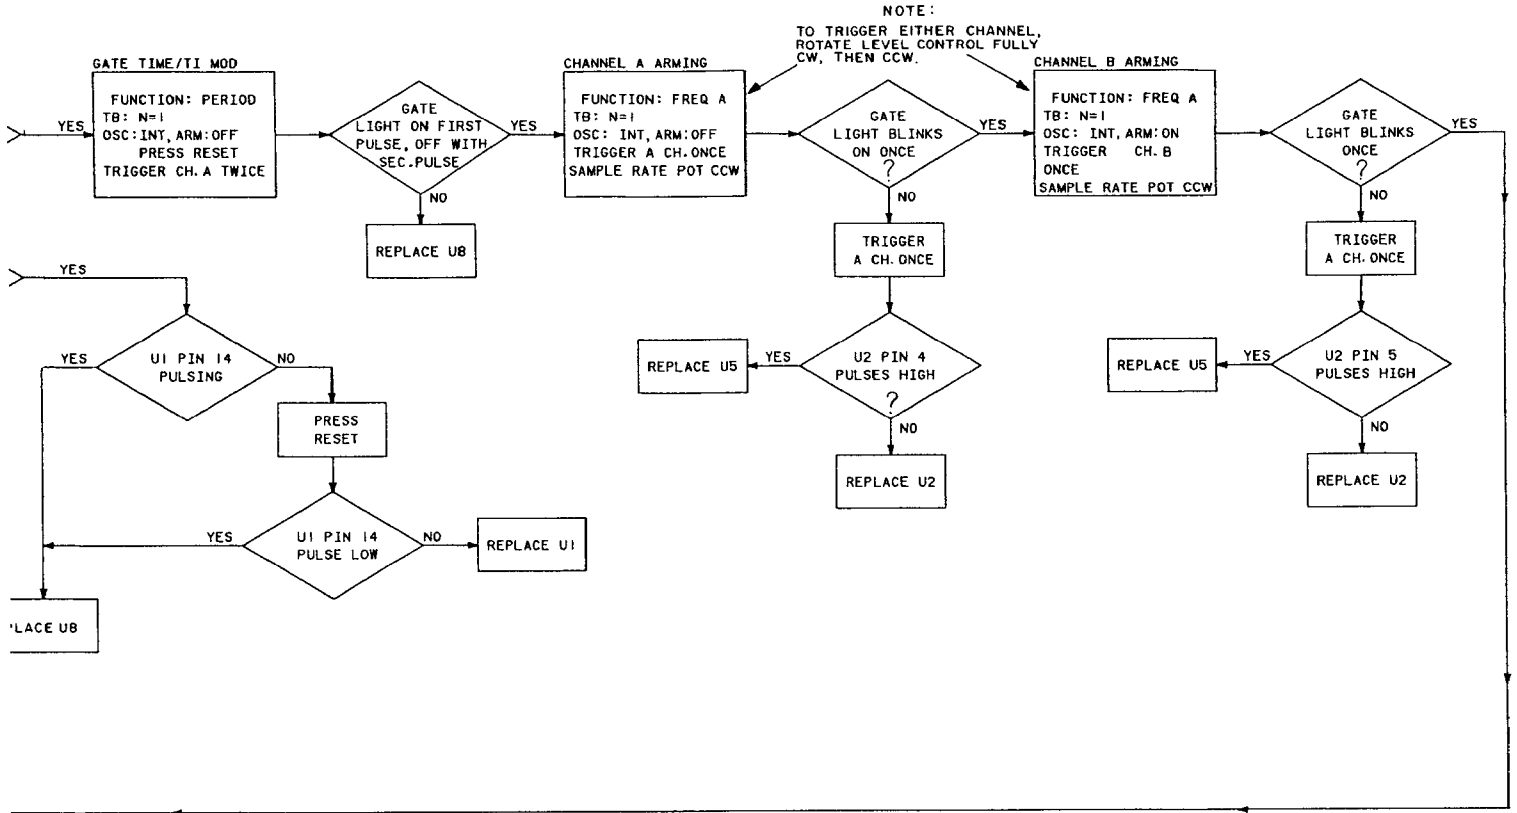 NOTE:
TO TRIGGER EITHER CHANNEL,
ROTATE LEVEL CONTROL FULLY
CW, THEN CCW.
GATE TIME/TI MOD
YES
FUNCTION: PERIOD
TB: N=1
OSC: INT, ARM: OFF
PRESS RESET
TRIGGER CH. A TWICE
GATE
LIGHT ON FIRST
PULSE, OFF WITH
SEC. PULSE
YES
NO
REPLACE U8
CHANNEL A ARMING
FUNCTION: FREQ A
TB: N=1
OSC: INT, ARM: OFF
TRIGGER A CH. ONCE
SAMPLE RATE POT CCW
GATE
LIGHT BLINKS
ON ONCE
?
YES
NO
TRIGGER
A CH. ONCE
U2 PIN 4
PULSES HIGH
?
YES
REPLACE U5
NO
REPLACE U2
CHANNEL B ARMING
FUNCTION: FREQ A
TB: N=1
OSC: INT, ARM: ON
TRIGGER CH. B
ONCE
SAMPLE RATE POT CCW
GATE
LIGHT BLINKS
ONCE
?
YES
NO
TRIGGER
A CH. ONCE
U2 PIN 5
PULSES HIGH
YES
REPLACE U5
NO
REPLACE U2
YES
U1 PIN 14
PULSING
YES
NO
PRESS
RESET
U1 PIN 14
PULSE LOW
YES
NO
REPLACE U1
PLACE U8